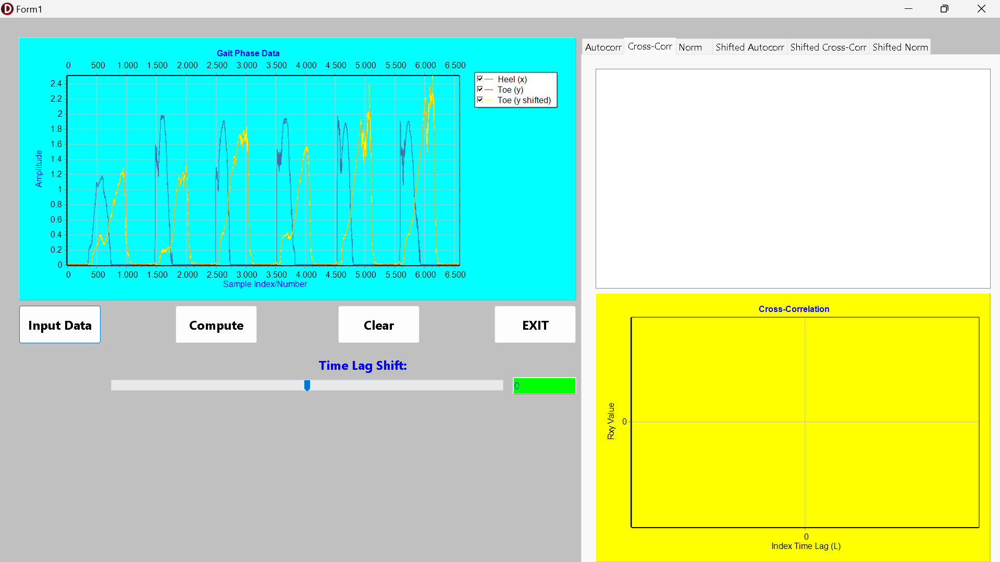 Form1
Gait Phase Data
0 500 1.000 1.500 2.000 2.500 3.000 3.500 4.000 4.500 5.000 5.500 6.000 6.500
2.4
2.2
2
1.8
1.6
1.4
1.2
1
0.8
0.6
0.4
0.2
0
Amplitude
0 500 1.000 1.500 2.000 2.500 3.000 3.500 4.000 4.500 5.000 5.500 6.000 6.500
Sample Index/Number
Heel (x)
Toe (y)
Toe (y shifted)
Input Data Compute Clear EXIT
Time Lag Shift:
0
Autocorr Cross-Corr Norm Shifted Autocorr Shifted Cross-Corr Shifted Norm
Cross-Correlation
Rxy Value
0
0
Index Time Lag (L)